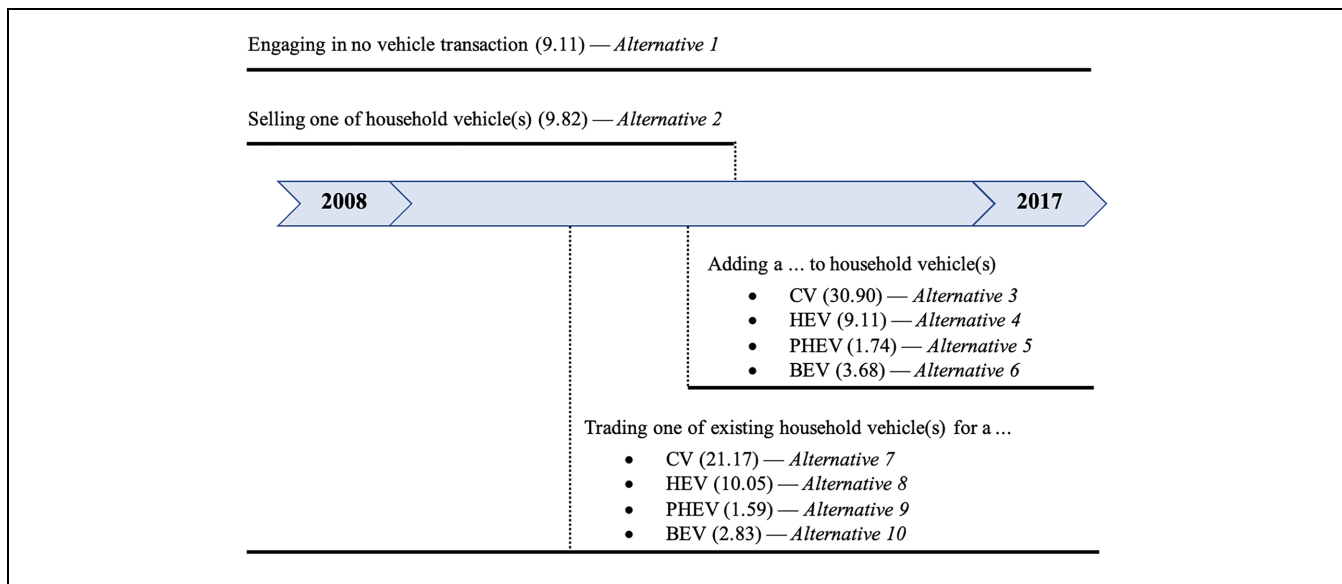 Engaging in no vehicle transaction (9.11) — Alternative 1
Selling one of household vehicle(s) (9.82) — Alternative 2
2008
2017
Adding a ... to household vehicle(s)
• CV (30.90) — Alternative 3
• HEV (9.11) — Alternative 4
• PHEV (1.74) — Alternative 5
• BEV (3.68) — Alternative 6
Trading one of existing household vehicle(s) for a ...
• CV (21.17) — Alternative 7
• HEV (10.05) — Alternative 8
• PHEV (1.59) — Alternative 9
• BEV (2.83) — Alternative 10